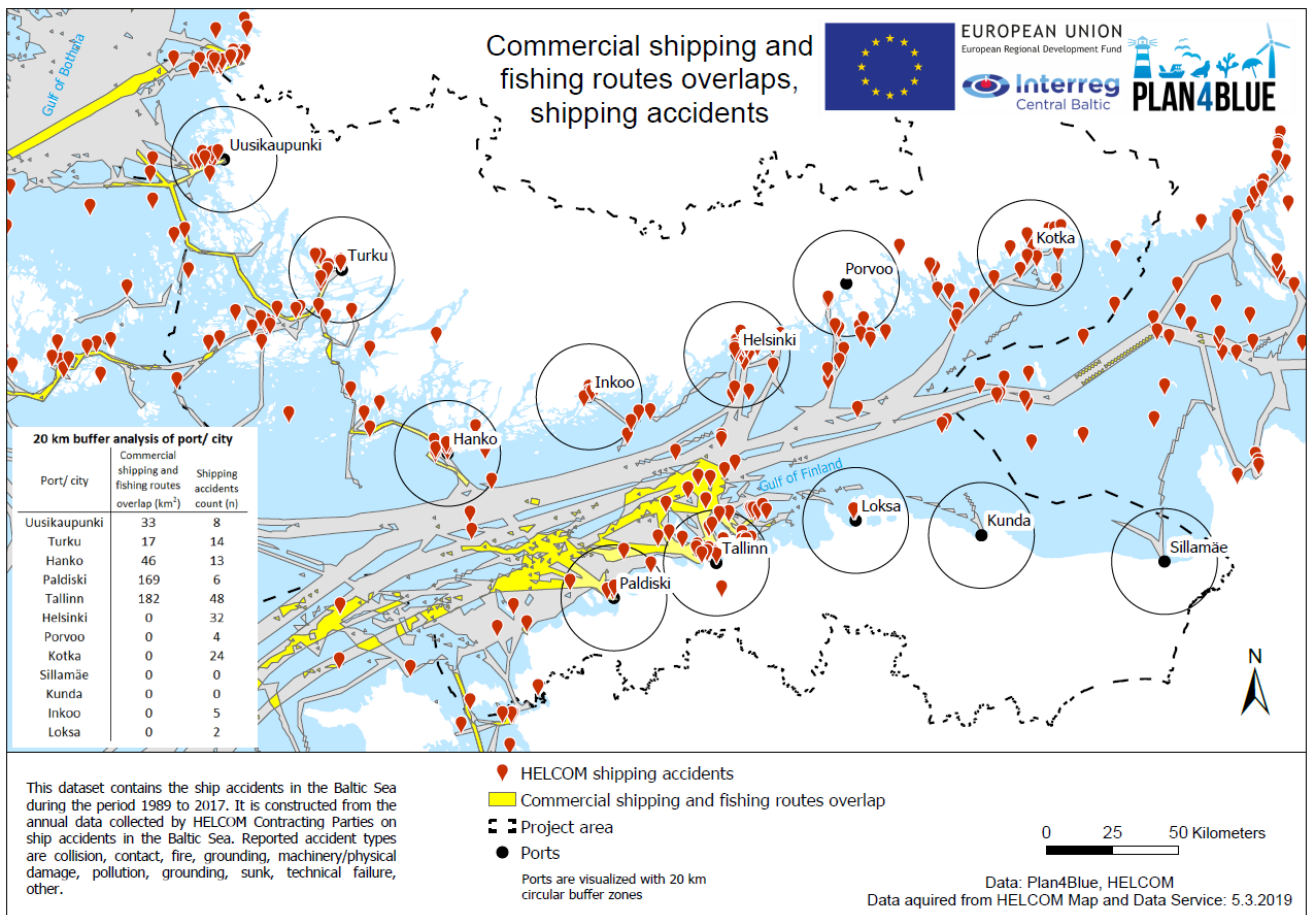 Commercial shipping and
fishing routes overlaps,
shipping accidents
EUROPEAN UNION
European Regional Development Fund
Interreg
Central Baltic
PLAN4BLUE
Gulf of Bothnia
Uusikaupunki
Turku
Hanko
Inkoo
Helsinki
Porvoo
Kotka
Gulf of Finland
Loksa
Kunda
Sillamäe
Tallinn
Paldiski
N
20 km buffer analysis of port/ city
Port/ city
Commercial
shipping and
fishing routes
overlap (km²)
Shipping
accidents
count (n)
Uusikaupunki 33 8
Turku 17 14
Hanko 46 13
Paldiski 169 6
Tallinn 182 48
Helsinki 0 32
Porvoo 0 4
Kotka 0 24
Sillamäe 0 0
Kunda 0 0
Inkoo 0 5
Loksa 0 2
This dataset contains the ship accidents in the Baltic Sea
during the period 1989 to 2017. It is constructed from the
annual data collected by HELCOM Contracting Parties on
ship accidents in the Baltic Sea. Reported accident types
are collision, contact, fire, grounding, machinery/physical
damage, pollution, grounding, sunk, technical failure,
other.
HELCOM shipping accidents
Commercial shipping and fishing routes overlap
Project area
Ports
Ports are visualized with 20 km
circular buffer zones
0 25 50 Kilometers
Data: Plan4Blue, HELCOM
Data aquired from HELCOM Map and Data Service: 5.3.2019